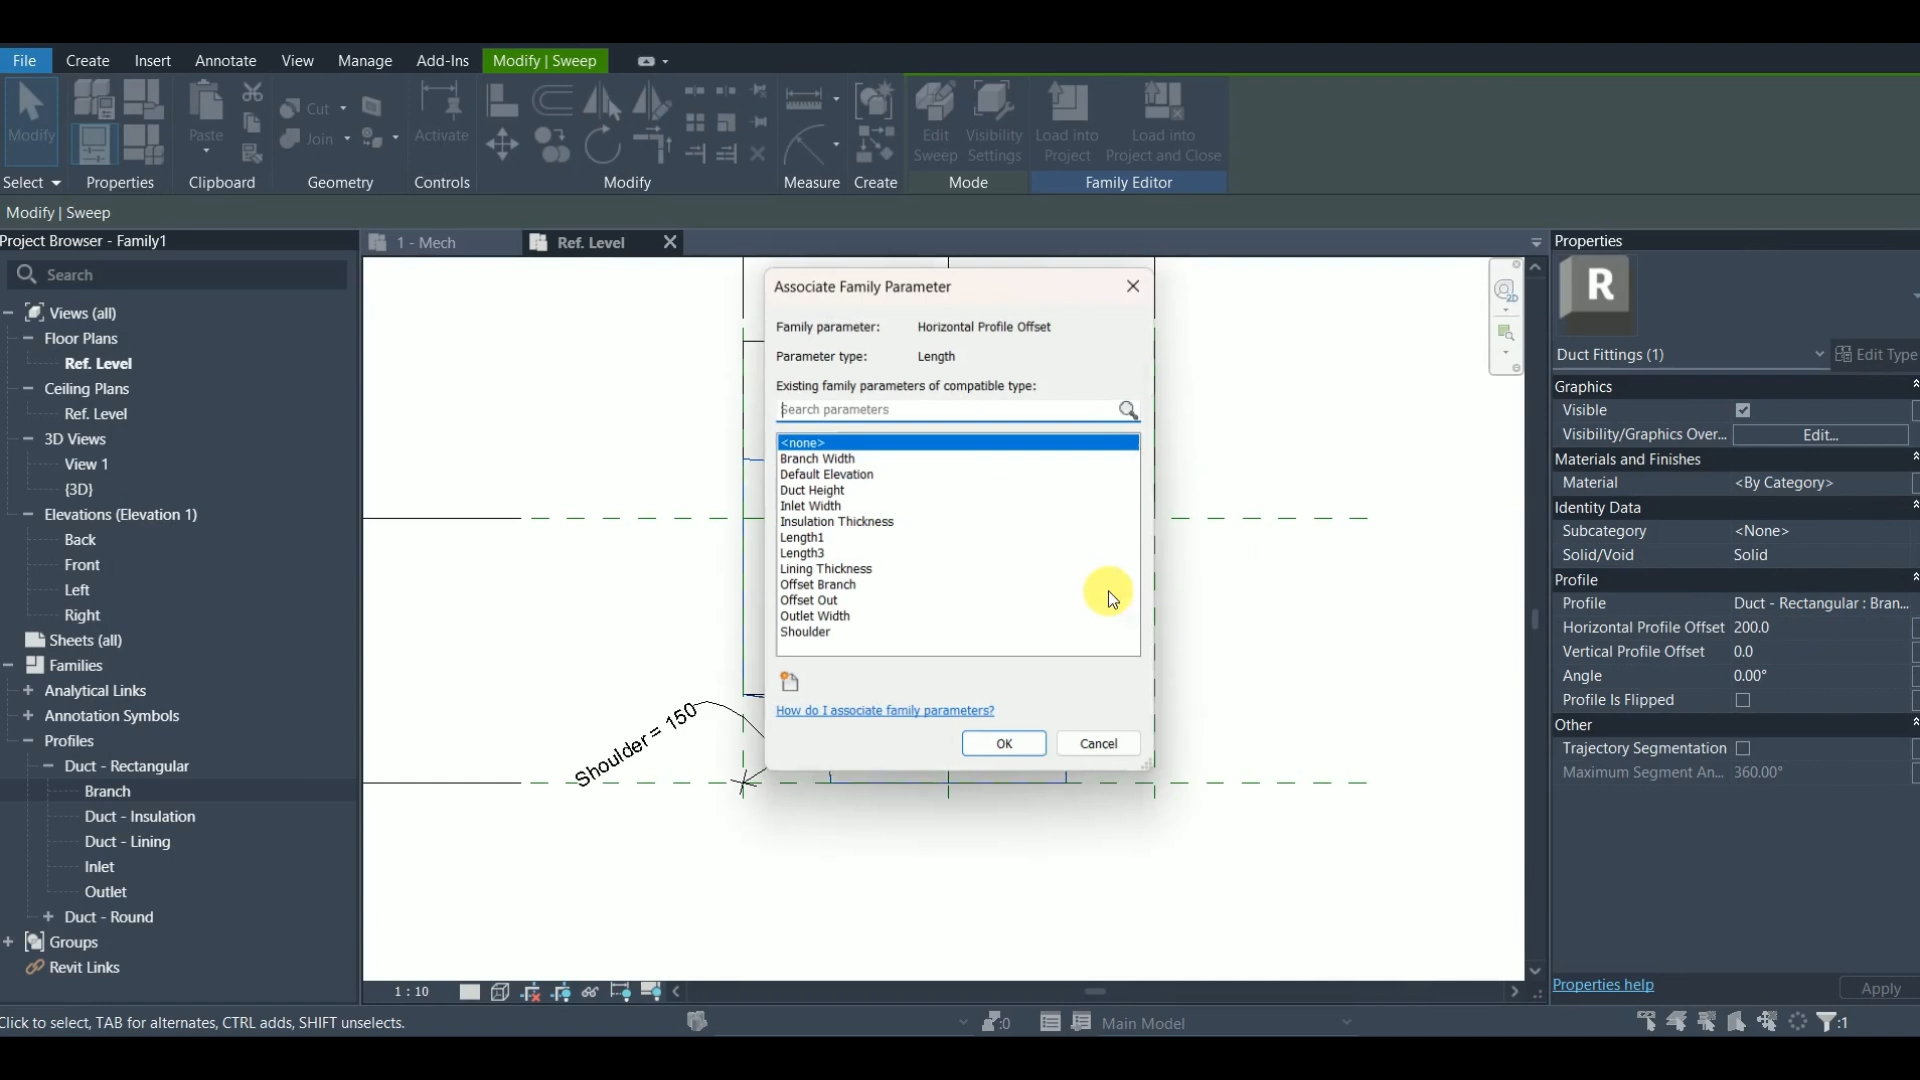 File Create Insert Annotate View Manage Add-Ins Modify | Sweep
Modify Paste Cut Join Activate Edit Sweep Visibility Settings Load into Project Load into Project and Close
Select Properties Clipboard Geometry Controls Modify Measure Create Mode Family Editor
Modify | Sweep
Project Browser - Family1
Search
Views (all)
Floor Plans
Ref. Level
Ceiling Plans
Ref. Level
3D Views
View 1
{3D}
Elevations (Elevation 1)
Back
Front
Left
Right
Sheets (all)
Families
Analytical Links
Annotation Symbols
Profiles
Duct - Rectangular
Branch
Duct - Insulation
Duct - Lining
Inlet
Outlet
Duct - Round
Groups
Revit Links
1 - Mech Ref. Level
Shoulder = 150
Associate Family Parameter
Family parameter: Horizontal Profile Offset
Parameter type: Length
Existing family parameters of compatible type:
Search parameters
<none>
Branch Width
Default Elevation
Duct Height
Inlet Width
Insulation Thickness
Length1
Length3
Lining Thickness
Offset Branch
Offset Out
Outlet Width
Shoulder
How do I associate family parameters?
OK Cancel
2D
Properties
R
Duct Fittings (1) Edit Type
Graphics
Visible
Visibility/Graphics Over... Edit...
Materials and Finishes
Material <By Category>
Identity Data
Subcategory <None>
Solid/Void Solid
Profile
Profile Duct - Rectangular : Bran...
Horizontal Profile Offset 200.0
Vertical Profile Offset 0.0
Angle 0.00°
Profile Is Flipped
Other
Trajectory Segmentation
Maximum Segment An... 360.00°
Properties help Apply
1 : 10
Click to select, TAB for alternates, CTRL adds, SHIFT unselects. :0 Main Model :1